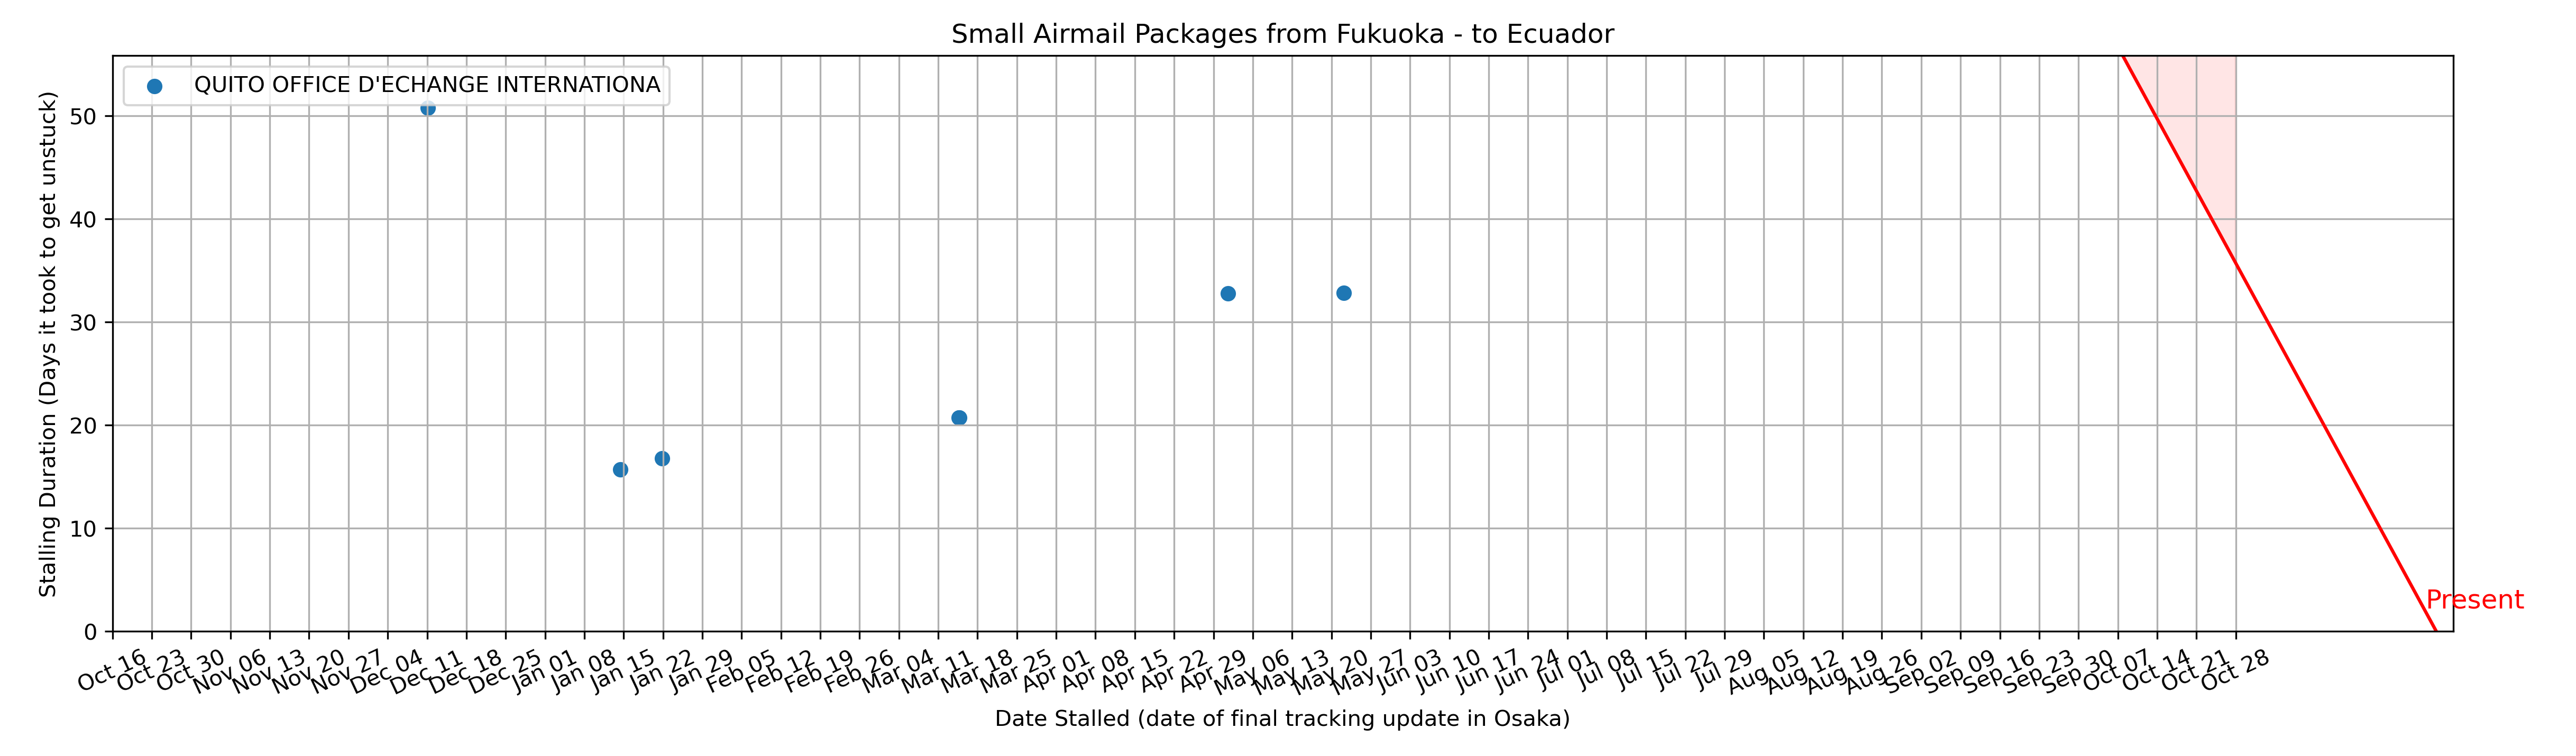 Small Airmail Packages from Fukuoka - to Ecuador
QUITO OFFICE D'ECHANGE INTERNATIONA
Stalling Duration (Days it took to get unstuck)
50
40
30
20
10
0
Present
Oct 16 Oct 23 Oct 30 Nov 06 Nov 13 Nov 20 Nov 27 Dec 04 Dec 11 Dec 18 Dec 25 Jan 01 Jan 08 Jan 15 Jan 22 Jan 29 Feb 05 Feb 12 Feb 19 Feb 26 Mar 04 Mar 11 Mar 18 Mar 25 Apr 01 Apr 08 Apr 15 Apr 22 Apr 29 May 06 May 13 May 20 May 27 Jun 03 Jun 10 Jun 17 Jun 24 Jul 01 Jul 08 Jul 15 Jul 22 Jul 29 Aug 05 Aug 12 Aug 19 Aug 26 Sep 02 Sep 09 Sep 16 Sep 23 Sep 30 Oct 07 Oct 14 Oct 21 Oct 28
Date Stalled (date of final tracking update in Osaka)